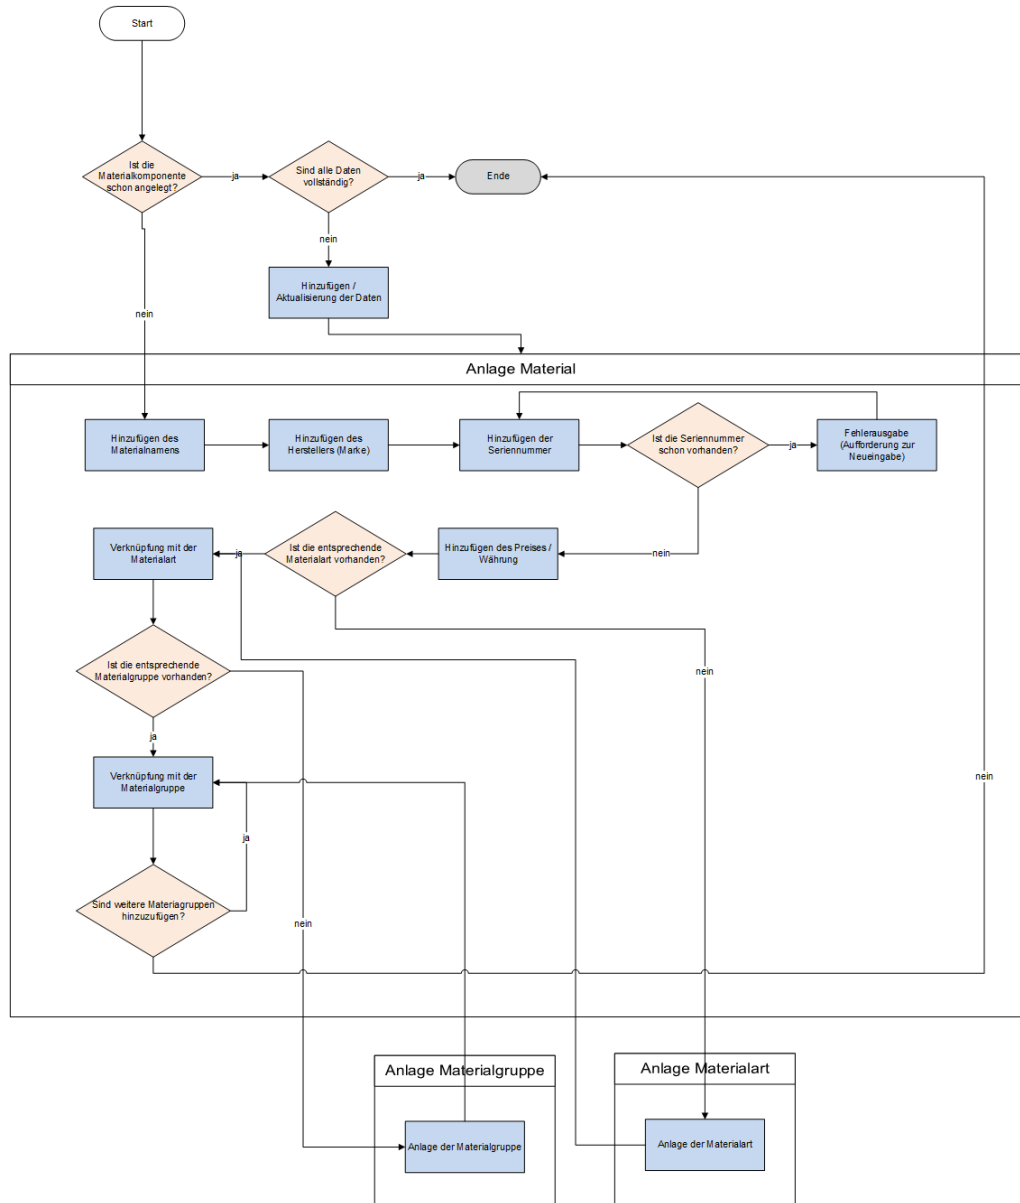 Start
Ist die
Materialkomponente
schon angelegt?
ja
Sind alle Daten
vollständig?
ja
Ende
nein
Hinzufügen /
Aktualisierung der Daten
nein
Anlage Material
Hinzufügen des
Materialnamens
Hinzufügen des
Herstellers (Marke)
Hinzufügen der
Seriennummer
Ist die Seriennummer
schon vorhanden?
ja
Fehlerausgabe
(Aufforderung zur
Neueingabe)
Verknüpfung mit der
Materialart
ja
Ist die entsprechende
Materialart vorhanden?
Hinzufügen des Preises /
Währung
nein
Ist die entsprechende
Materialgruppe vorhanden?
nein
ja
Verknüpfung mit der
Materialgruppe
nein
ja
Sind weitere Materiagruppen
hinzuzufügen?
nein
Anlage Materialgruppe
Anlage Materialart
Anlage der Materialgruppe
Anlage der Materialart